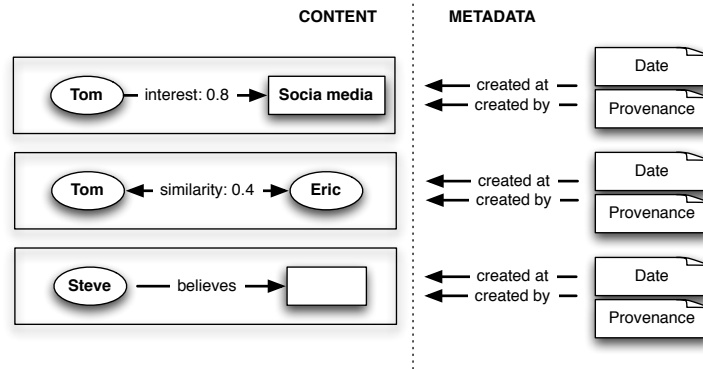 CONTENT METADATA
Tom interest: 0.8 Socia media
created at Date
created by Provenance
Tom similarity: 0.4 Eric
created at Date
created by Provenance
Steve believes
created at Date
created by Provenance